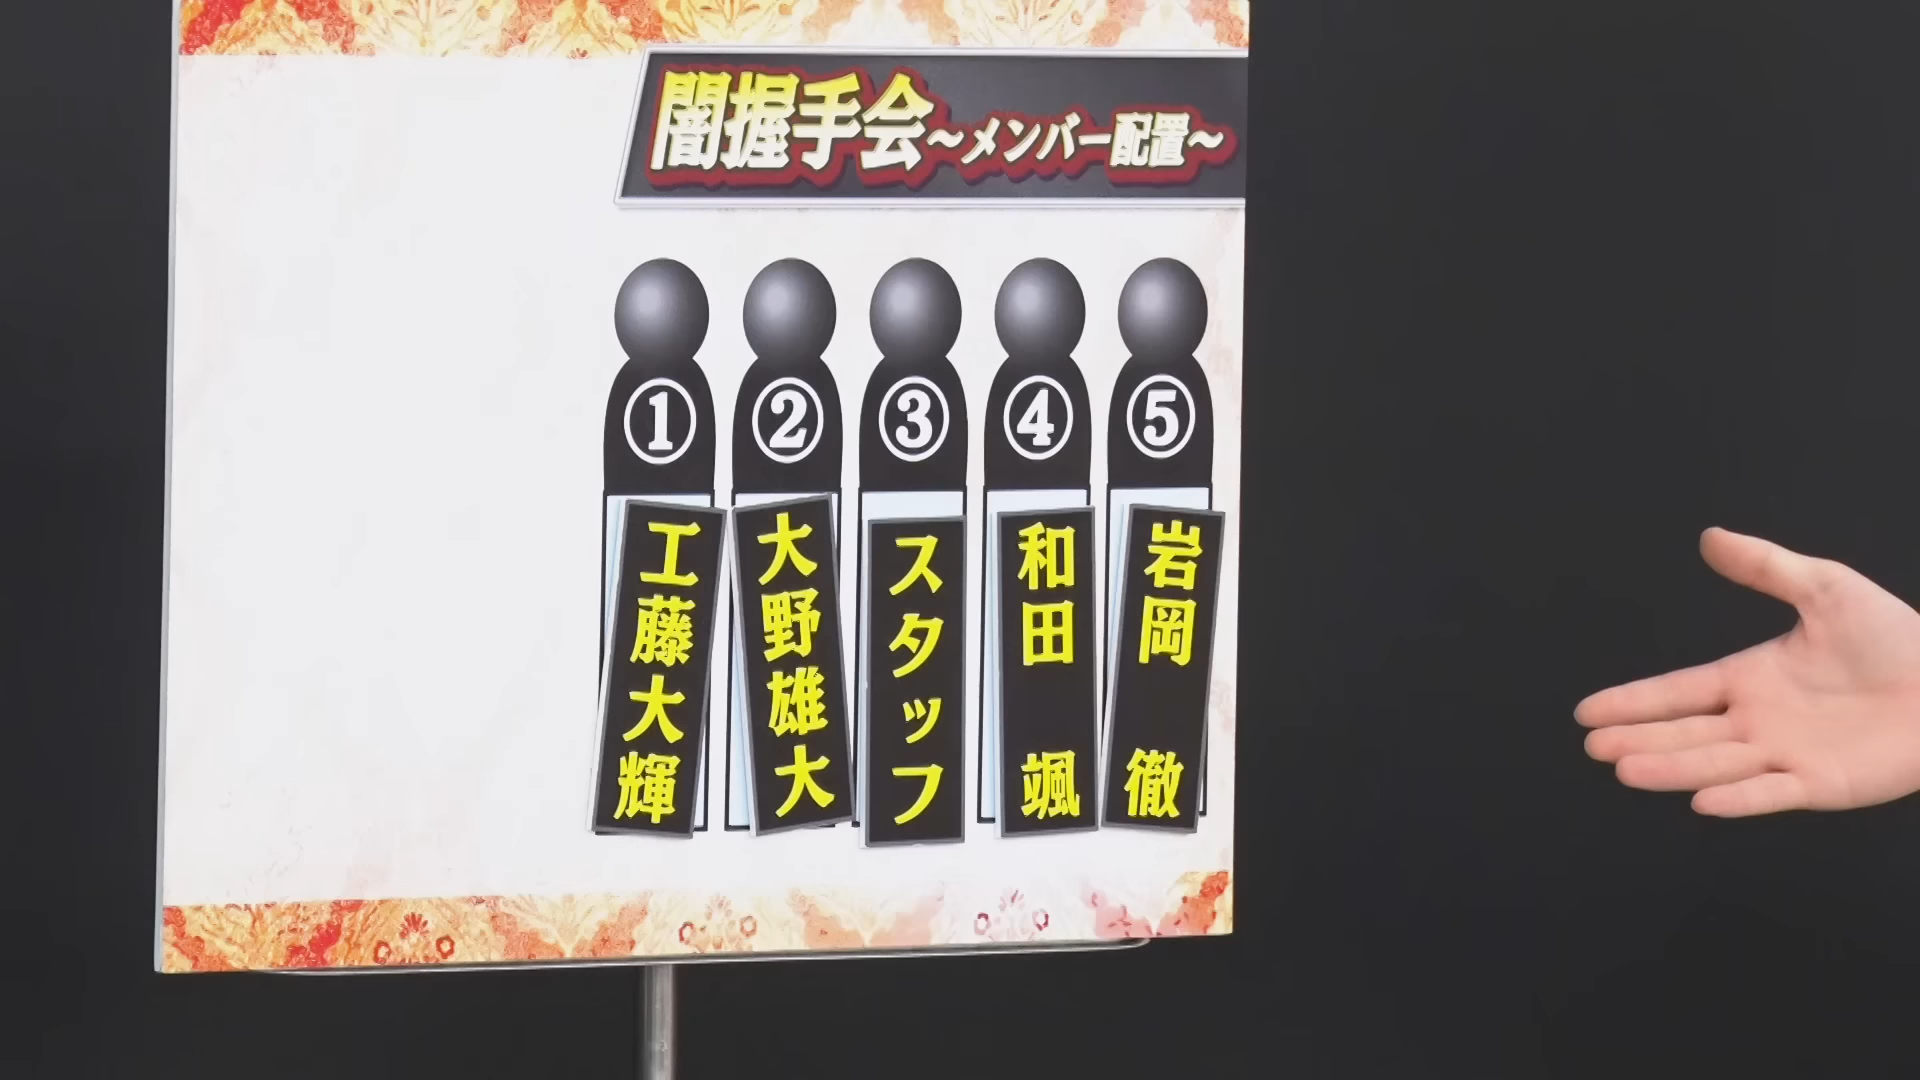 闇握手会~メンバー配置~
①
工藤大輝
②
大野雄大
③
スタッフ
④
和田 颯
⑤
岩岡 徹